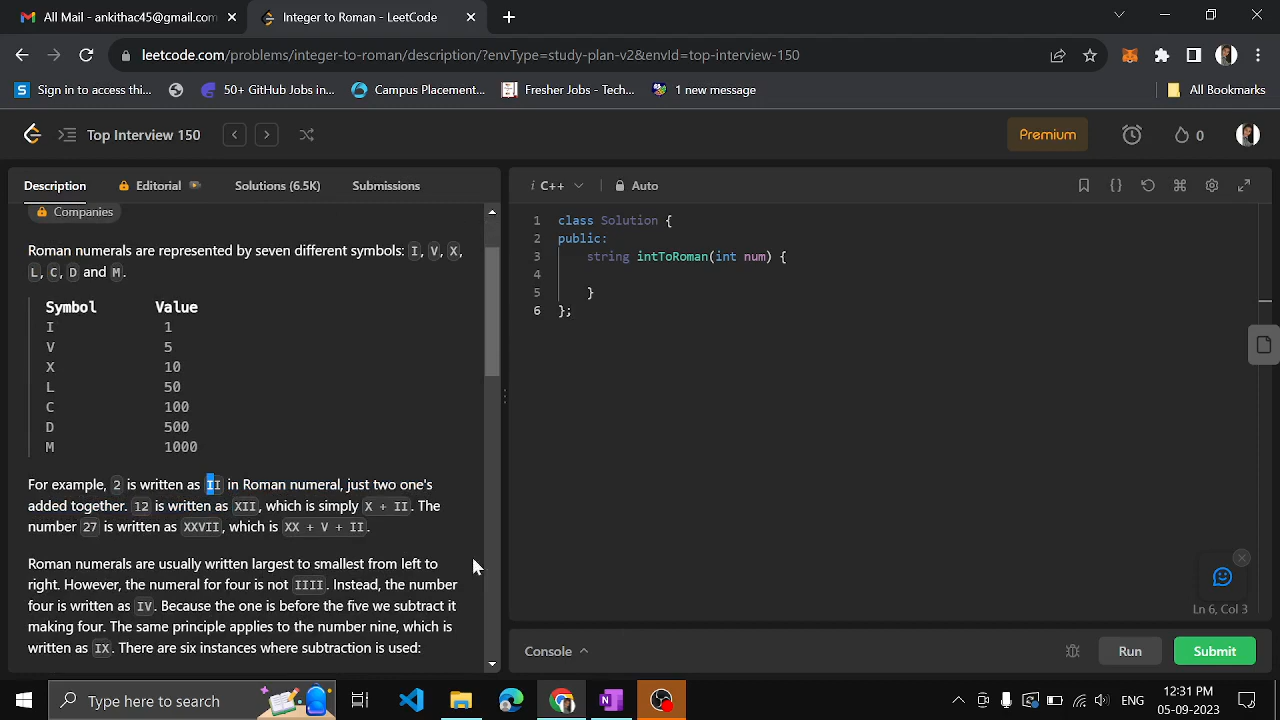 All Mail - ankithac45@gmail.com
Integer to Roman - LeetCode
leetcode.com/problems/integer-to-roman/description/?envType=study-plan-v2&envId=top-interview-150
Sign in to access thi...
50+ GitHub Jobs in...
Campus Placement...
Fresher Jobs - Tech...
1 new message
All Bookmarks
Top Interview 150
Premium
0
Description
Editorial
Solutions (6.5K)
Submissions
i C++
Auto
Companies
Roman numerals are represented by seven different symbols: I, V, X,
L, C, D and M.
Symbol Value
I 1
V 5
X 10
L 50
C 100
D 500
M 1000
For example, 2 is written as II in Roman numeral, just two one's
added together. 12 is written as XII, which is simply X + II. The
number 27 is written as XXVII, which is XX + V + II.
Roman numerals are usually written largest to smallest from left to
right. However, the numeral for four is not IIII. Instead, the number
four is written as IV. Because the one is before the five we subtract it
making four. The same principle applies to the number nine, which is
written as IX. There are six instances where subtraction is used:
1 class Solution {
2 public:
3 string intToRoman(int num) {
4
5 }
6 };
Ln 6, Col 3
Console
Run
Submit
Type here to search
ENG
12:31 PM
05-09-2023